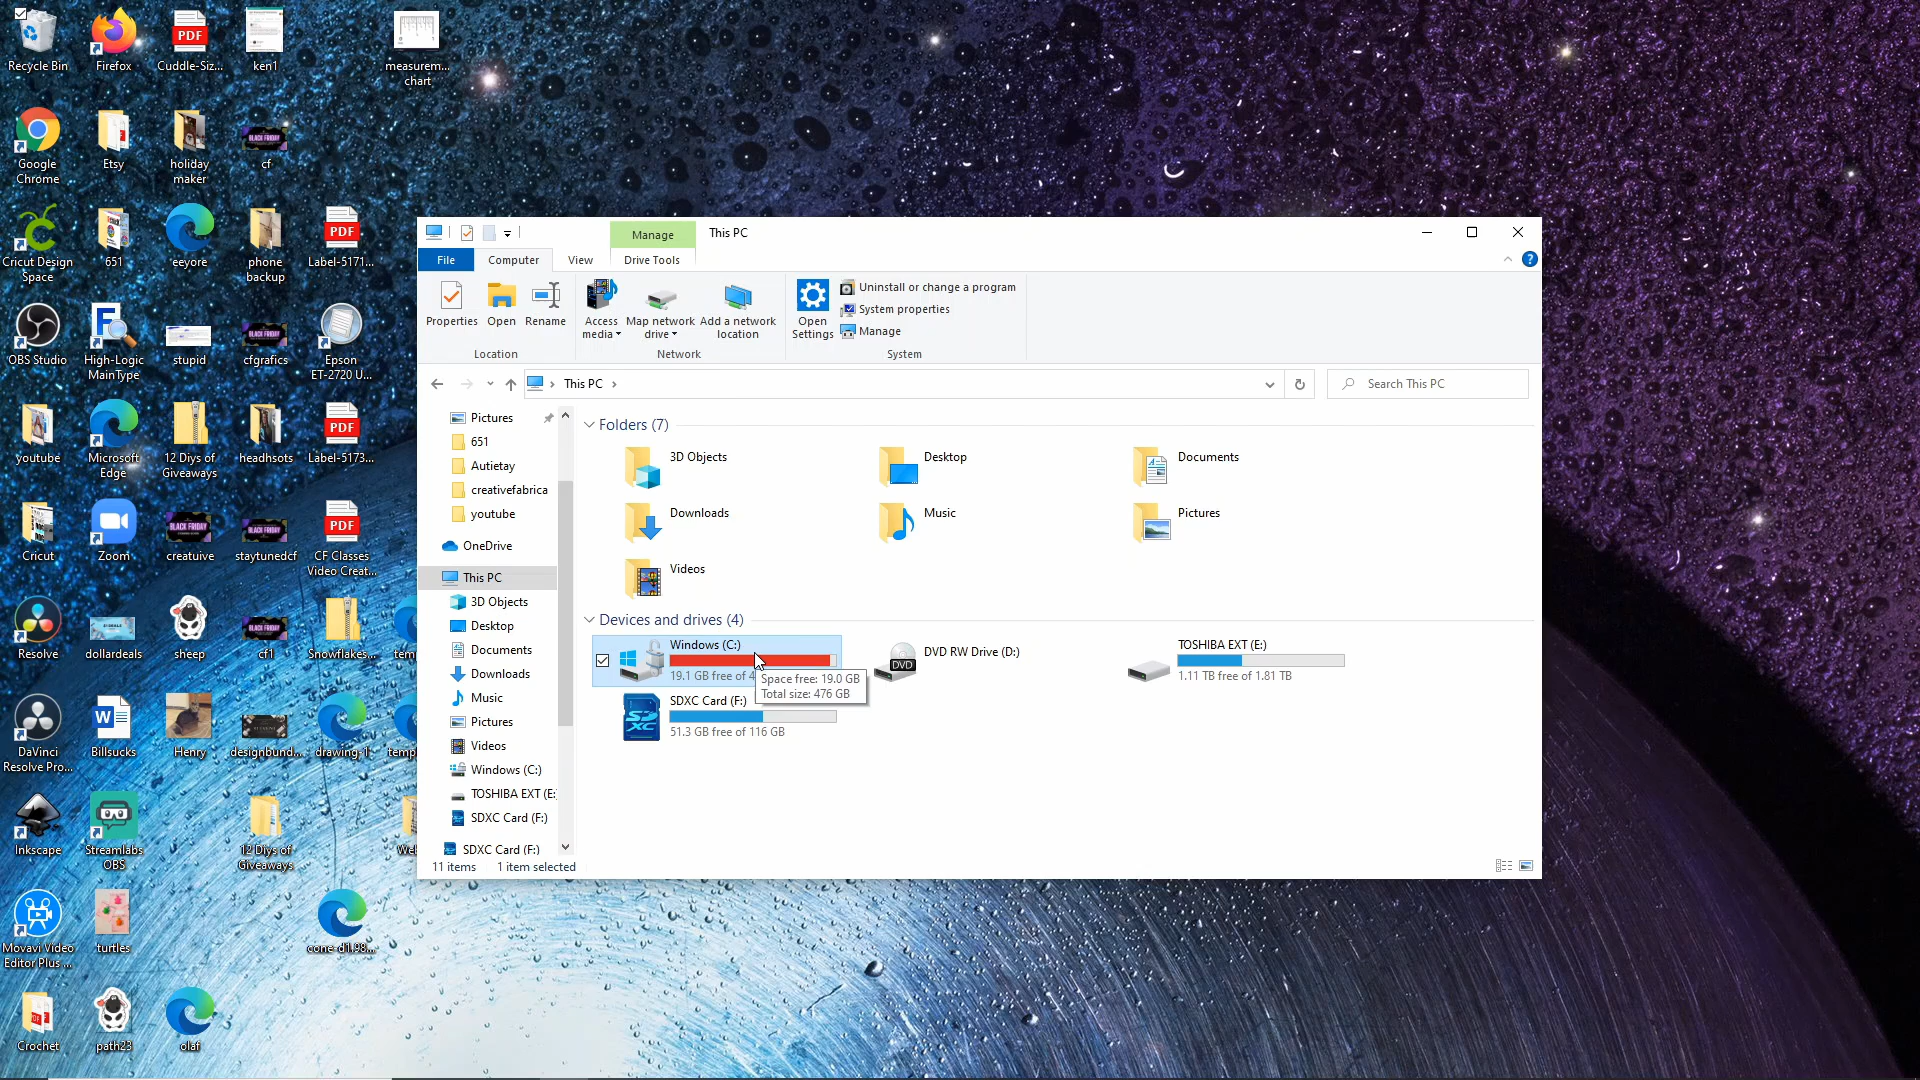 Recycle Bin
Firefox
Cuddle-Siz...
ken1
measurem...
chart
Google
Chrome
Etsy
holiday
maker
BLACK FRIDAY
cf
Cricut Design
Space
651
eeyore
phone
backup
PDF
Label-5171...
OBS Studio
High-Logic
MainType
stupid
cfgrafics
Epson
ET-2720 U...
youtube
Microsoft
Edge
12 Diys of
Giveaways
headhsots
PDF
Label-5173...
Cricut
Zoom
BLACK FRIDAY
creatuive
staytunedcf
PDF
CF Classes
Video Creat...
Resolve
dollardeals
sheep
cf1
Snowflakes...
DaVinci
Resolve Pro...
Billsucks
Henry
designbund...
drawing-1
Inkscape
Streamlabs
OBS
12 Diys of
Giveaways
Movavi Video
Editor Plus ...
turtles
cone-d1.98...
Crochet
path23
olaf
Manage
This PC
File
Computer
View
Drive Tools
Properties
Open
Rename
Access
media
Map network
drive
Add a network
location
Open
Settings
Uninstall or change a program
System properties
Manage
Location
Network
System
This PC
Search This PC
Pictures
651
Autietay
creativefabrica
youtube
OneDrive
This PC
3D Objects
Desktop
Documents
Downloads
Music
Pictures
Videos
Windows (C:)
TOSHIBA EXT (E:
SDXC Card (F:)
SDXC Card (F:)
Folders (7)
3D Objects
Desktop
Documents
Downloads
Music
Pictures
Videos
Devices and drives (4)
Windows (C:)
19.1 GB free of 4
Space free: 19.0 GB
Total size: 476 GB
DVD
DVD RW Drive (D:)
TOSHIBA EXT (E:)
1.11 TB free of 1.81 TB
SDXC Card (F:)
51.3 GB free of 116 GB
11 items
1 item selected